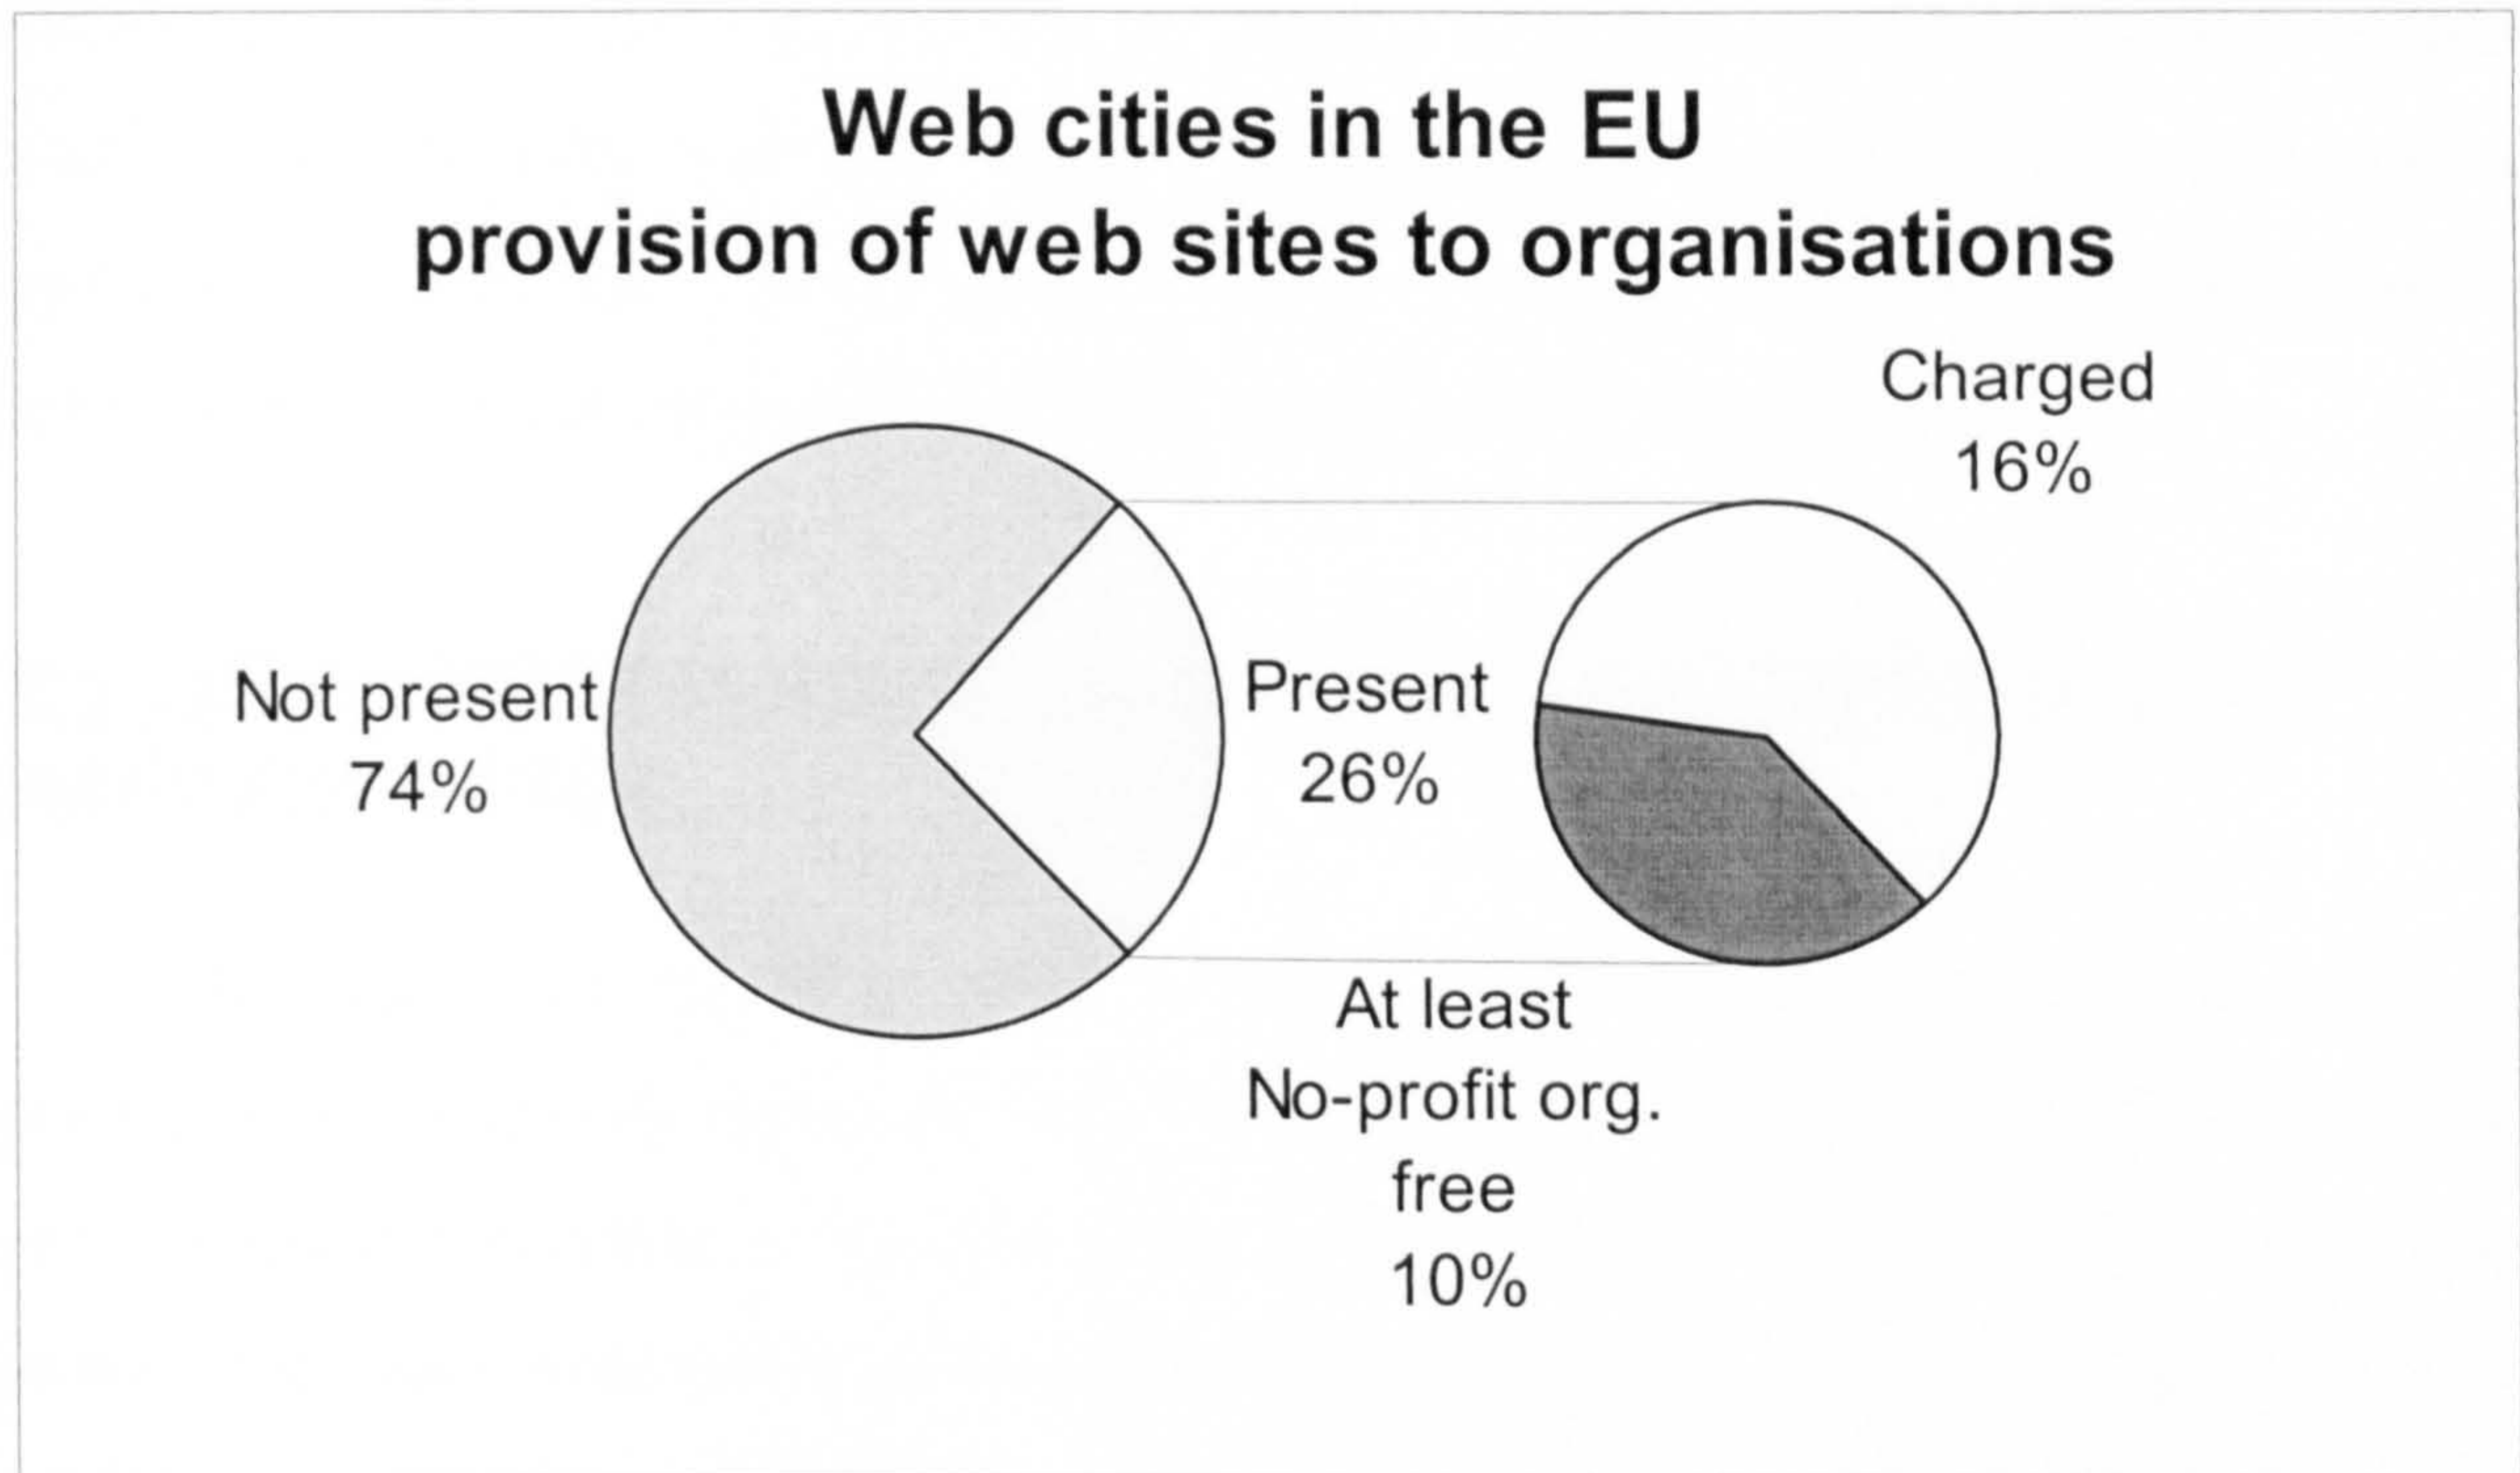 Web cities in the EU
provision of web sites to organisations
Charged
16%
Not present
74%
Present
26%
At least
No-profit org.
free
10%